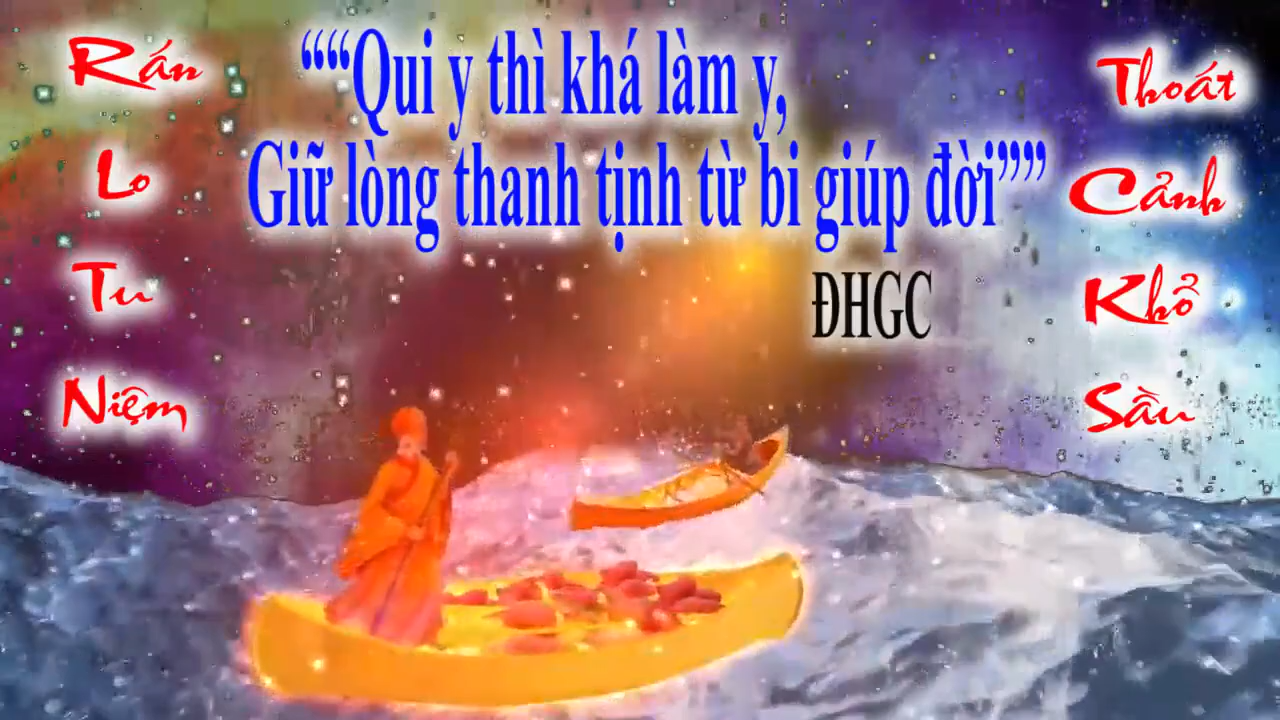 Rán
Lo
Tu
Niệm
““Qui y thì khá làm y,
Giữ lòng thanh tịnh từ bi giúp đời””
ĐHGC
Thoát
Cảnh
Khổ
Sầu